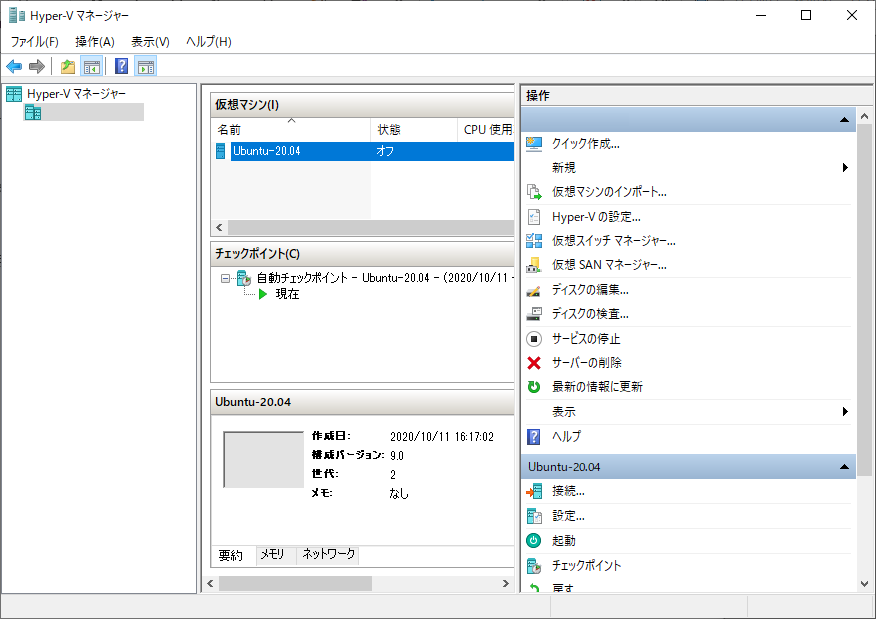 Hyper-V マネージャー
ファイル(F) 操作(A) 表示(V) ヘルプ(H)
Hyper-V マネージャー
仮想マシン(I)
名前 状態 CPU 使用
Ubuntu-20.04 オフ
チェックポイント(C)
自動チェックポイント - Ubuntu-20.04 - (2020/10/11 -
現在
Ubuntu-20.04
作成日: 2020/10/11 16:17:02
構成バージョン: 9.0
世代: 2
メモ: なし
要約 メモリ ネットワーク
操作
クイック作成...
新規
仮想マシンのインポート...
Hyper-V の設定...
仮想スイッチ マネージャー...
仮想 SAN マネージャー...
ディスクの編集...
ディスクの検査...
サービスの停止
サーバーの削除
最新の情報に更新
表示
ヘルプ
Ubuntu-20.04
接続...
設定...
起動
チェックポイント
戻す